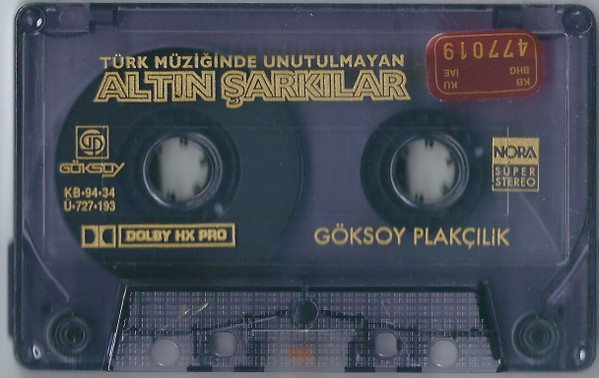 TÜRK MÜZİĞİNDE UNUTULMAYAN
ALTIN ŞARKILAR
KB BHG
KU İAE
477019
GÖKSOY
KB•94•34
Ü•727•193
DOLBY HX PRO
NORA
SÜPER
STEREO
GÖKSOY PLAKÇILIK